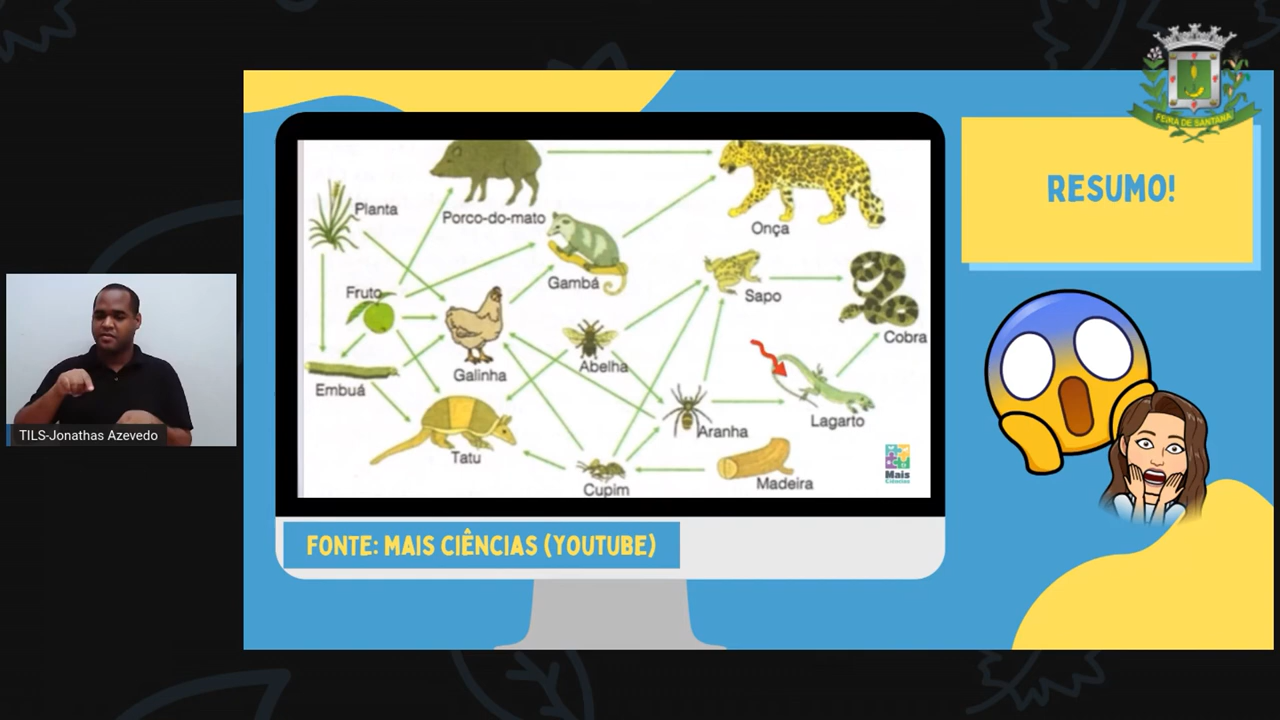 FEIRA DE SANTANA
RESUMO!
Planta
Porco-do-mato
Onça
Gambá
Fruto
Sapo
Cobra
Embuá
Galinha
Abelha
Aranha
Lagarto
Tatu
Cupim
Madeira
Mais
Ciências
TILS-Jonathas Azevedo
FONTE: MAIS CIÊNCIAS (YOUTUBE)